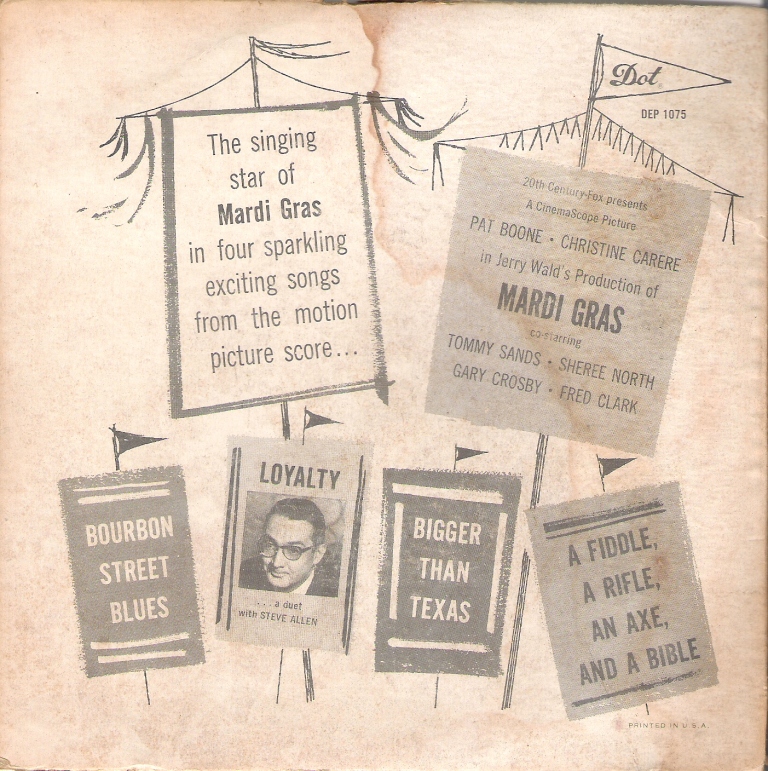 The singing
star of
Mardi Gras
in four sparkling
exciting songs
from the motion
picture score...
Dot
DEP 1075
20th Century-Fox presents
A CinemaScope Picture
PAT BOONE • CHRISTINE CARERE
in Jerry Wald's Production of
MARDI GRAS
co-starring
TOMMY SANDS • SHEREE NORTH
GARY CROSBY • FRED CLARK
BOURBON
STREET
BLUES
LOYALTY
...a duet
with STEVE ALLEN
BIGGER
THAN
TEXAS
A FIDDLE,
A RIFLE,
AN AXE,
AND A BIBLE
PRINTED IN U.S.A.